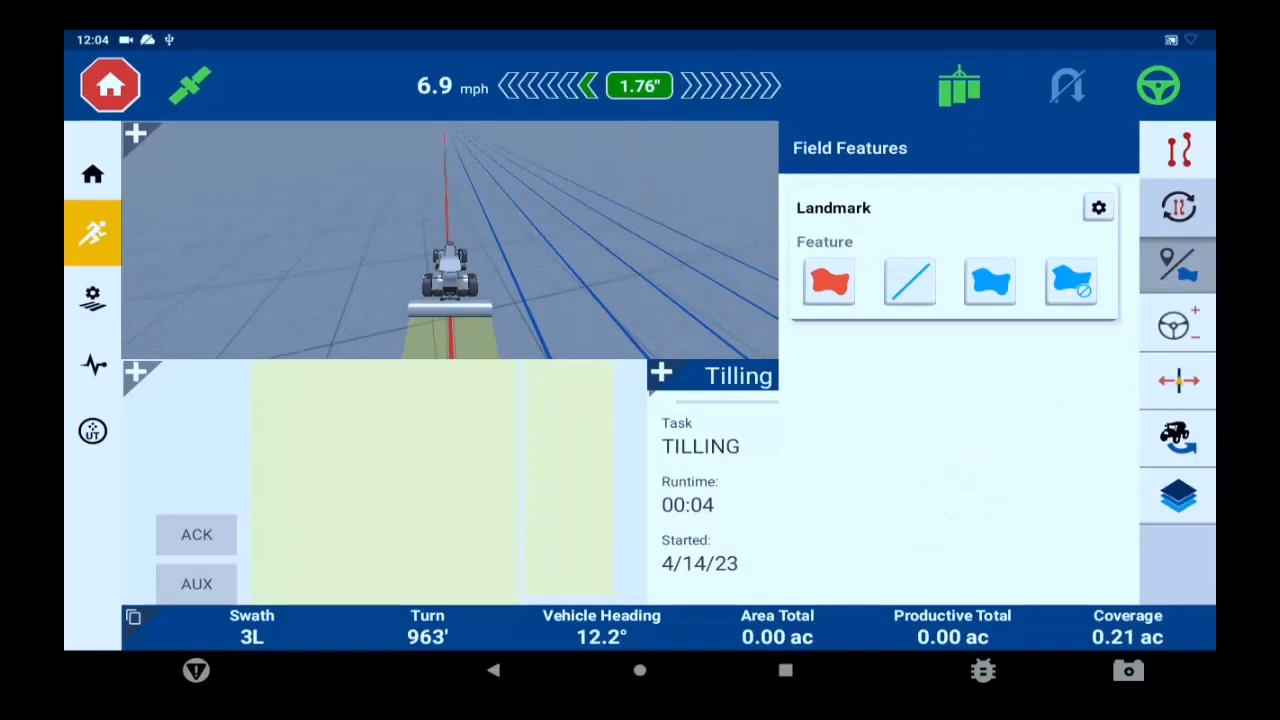 12:04
6.9 mph
1.76"
Field Features
Landmark
Feature
Tilling
Task
TILLING
Runtime:
00:04
Started:
4/14/23
ACK
AUX
UT
Swath Turn Vehicle Heading Area Total Productive Total Coverage
3L 963' 12.2° 0.00 ac 0.00 ac 0.21 ac